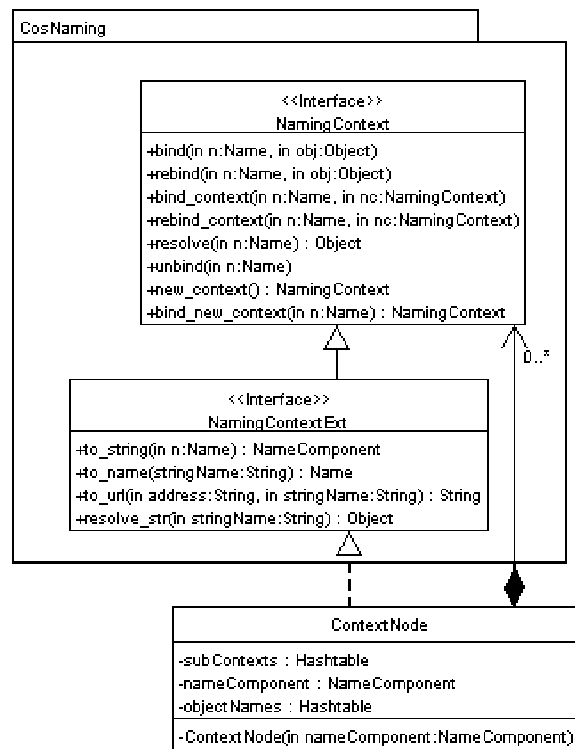 CosNaming
<<Interface>>
NamingContext
+bind(in n:Name, in obj:Object)
+rebind(in n:Name, in obj:Object)
+bind_context(in n:Name, in nc:NamingContext)
+rebind_context(in n:Name, in nc:NamingContext)
+resolve(in n:Name) : Object
+unbind(in n:Name)
+new_context() : NamingContext
+bind_new_context(in n:Name) : NamingContext
0..*
<<Interface>>
NamingContextExt
+to_string(in n:Name) : NameComponent
+to_name(stringName:String) : Name
+to_url(in address:String, in stringName:String) : String
+resolve_str(in stringName:String) : Object
ContextNode
-subContexts : Hashtable
-nameComponent : NameComponent
-objectNames : Hashtable
-ContextNode(in nameComponent:NameComponent)